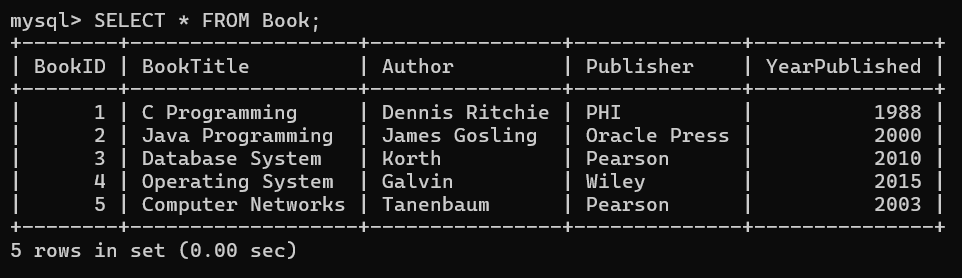 mysql> SELECT * FROM Book;
+--------+-------------------+----------------+--------------+---------------+
| BookID | BookTitle         | Author         | Publisher    | YearPublished |
+--------+-------------------+----------------+--------------+---------------+
|      1 | C Programming     | Dennis Ritchie | PHI          |          1988 |
|      2 | Java Programming  | James Gosling  | Oracle Press |          2000 |
|      3 | Database System   | Korth          | Pearson      |          2010 |
|      4 | Operating System  | Galvin         | Wiley        |          2015 |
|      5 | Computer Networks | Tanenbaum      | Pearson      |          2003 |
+--------+-------------------+----------------+--------------+---------------+
5 rows in set (0.00 sec)